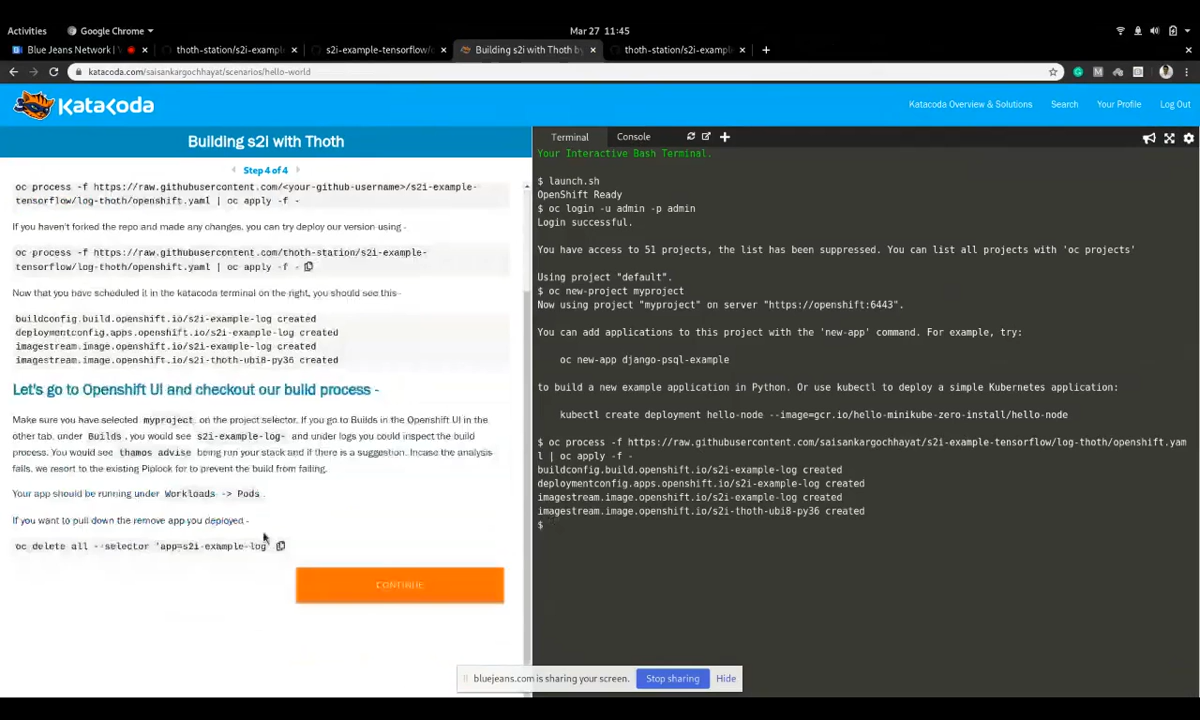 Activities
Google Chrome
Mar 27 11:45
Blue Jeans Network |
thoth-station/s2i-exampl
s2i-example-tensorflow/
Building s2i with Thoth by
thoth-station/s2i-exampl
katacoda.com/saisankargochhayat/scenarios/hello-world
Katacoda
Katacoda Overview & Solutions
Search
Your Profile
Log Out
Building s2i with Thoth
Step 4 of 4
oc process -f https://raw.githubusercontent.com/<your-github-username>/s2i-example-
tensorflow/log-thoth/openshift.yaml | oc apply -f -
If you haven't forked the repo and made any changes, you can try deploy our version using -
oc process -f https://raw.githubusercontent.com/thoth-station/s2i-example-
tensorflow/log-thoth/openshift.yaml | oc apply -f -
Now that you have scheduled it in the katacoda terminal on the right, you should see this-
buildconfig.build.openshift.io/s2i-example-log created
deploymentconfig.apps.openshift.io/s2i-example-log created
imagestream.image.openshift.io/s2i-example-log created
imagestream.image.openshift.io/s2i-thoth-ubi8-py36 created
Let's go to Openshift UI and checkout our build process -
Make sure you have selected myproject on the project selector. If you go to Builds in the Openshift UI in the
other tab, under Builds, you would see s2i-example-log- and under logs you could inspect the build
process. You would see thamos advise being run your stack and if there is a suggestion. Incase the analysis
fails, we resort to the existing Piplock for to prevent the build from failing.
Your app should be running under Workloads -> Pods.
If you want to pull down the remove app you deployed -
oc delete all --selector 'app=s2i-example-log'
CONTINUE
Terminal
Console
Your Interactive Bash Terminal.
$ launch.sh
OpenShift Ready
$ oc login -u admin -p admin
Login successful.
You have access to 51 projects, the list has been suppressed. You can list all projects with 'oc projects'
Using project "default".
$ oc new-project myproject
Now using project "myproject" on server "https://openshift:6443".
You can add applications to this project with the 'new-app' command. For example, try:
oc new-app django-psql-example
to build a new example application in Python. Or use kubectl to deploy a simple Kubernetes application:
kubectl create deployment hello-node --image=gcr.io/hello-minikube-zero-install/hello-node
$ oc process -f https://raw.githubusercontent.com/saisankargochhayat/s2i-example-tensorflow/log-thoth/openshift.yam
l | oc apply -f -
buildconfig.build.openshift.io/s2i-example-log created
deploymentconfig.apps.openshift.io/s2i-example-log created
imagestream.image.openshift.io/s2i-example-log created
imagestream.image.openshift.io/s2i-thoth-ubi8-py36 created
$
bluejeans.com is sharing your screen.
Stop sharing
Hide